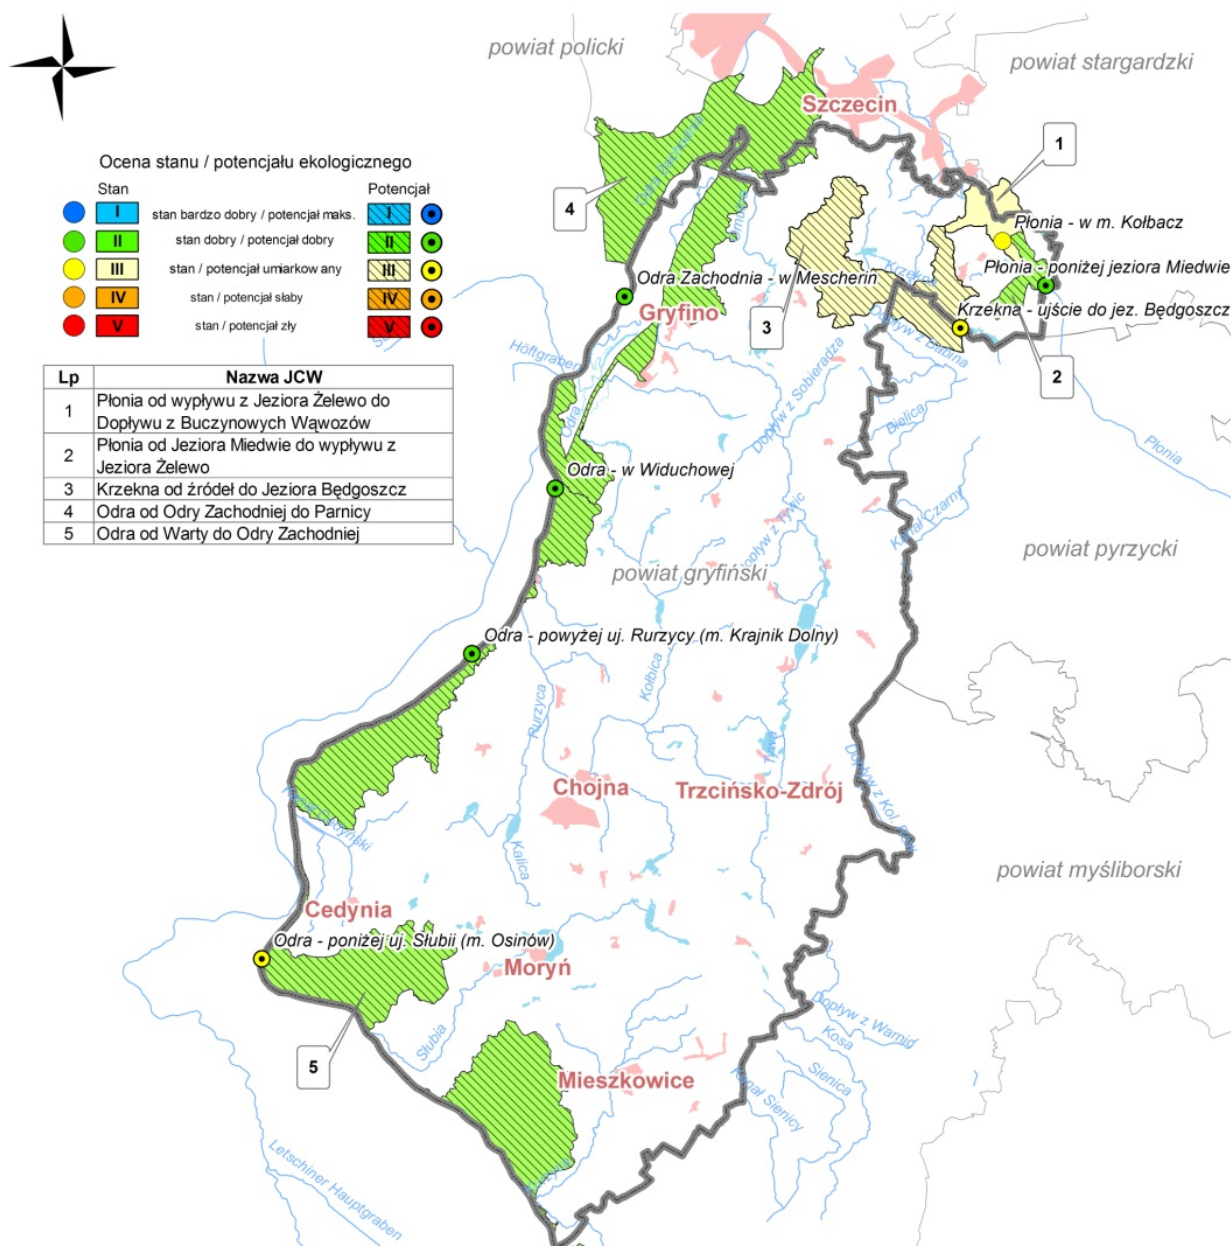 powiat policki
powiat stargardzki
Szczecin
1
Ocena stanu / potencjału ekologicznego
Stan
Potencjał
I
stan bardzo dobry / potencjał maks.
I
II
stan dobry / potencjał dobry
II
III
stan / potencjał umiarkowany
III
IV
stan / potencjał słaby
IV
V
stan / potencjał zły
V
4
Płonia - w m. Kołbacz
Płonia - poniżej jeziora Miedwie
Odra Zachodnia - w Mescherin
Krzekna
Krzekna - ujście do jez. Będgoszcz
Gryfino
3
2
Höftgraben
Odra
Dopływ z Babina
Dopływ z Sobieradza
Bielica
Płonia
Lp
Nazwa JCW
1
Płonia od wypływu z Jeziora Żelewo do
Dopływu z Buczynowych Wąwozów
2
Płonia od Jeziora Miedwie do wypływu z
Jeziora Żelewo
3
Krzekna od źródeł do Jeziora Będgoszcz
4
Odra od Odry Zachodniej do Parnicy
5
Odra od Warty do Odry Zachodniej
Odra - w Widuchowej
Kanał Czarny
Dopływ z Tywic
powiat gryfiński
powiat pyrzycki
Odra - powyżej uj. Rurzycy (m. Krajnik Dolny)
Kołbica
Rurzyca
Tywa
Chojna
Trzcińsko-Zdrój
Kalica
powiat myśliborski
Cedynia
Odra - poniżej uj. Słubii (m. Osinów)
Moryń
Słubia
Dopływ z Warnid
Kosa
5
Mieszkowice
Sienica
Kanał Sienicy
Letschiner Hauptgraben